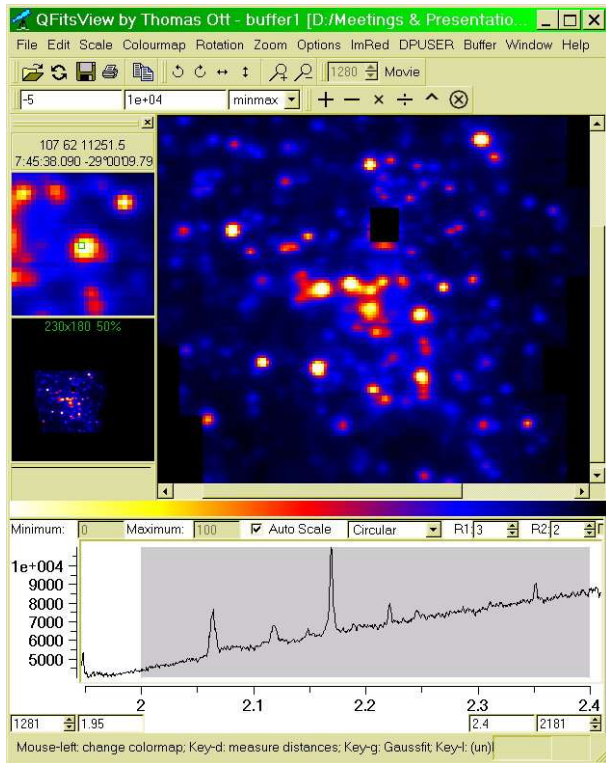 QFitsView by Thomas Ott - buffer1 [D:/Meetings & Presentatio...
File Edit Scale Colourmap Rotation Zoom Options ImRed DPUSER Buffer Window Help
1280 Movie
-5 1e+04 minmax
107 62 11251.5
7:45:38.090 -29°00'09.79
230x180 50%
Minimum: 0 Maximum: 100 Auto Scale Circular R1: 3 R2: 2
1e+004
9000
8000
7000
6000
5000
2 2.1 2.2 2.3 2.4
1281 1.95 2.4 2181
Mouse-left: change colormap; Key-d: measure distances; Key-g: Gaussfit; Key-l: (un)l